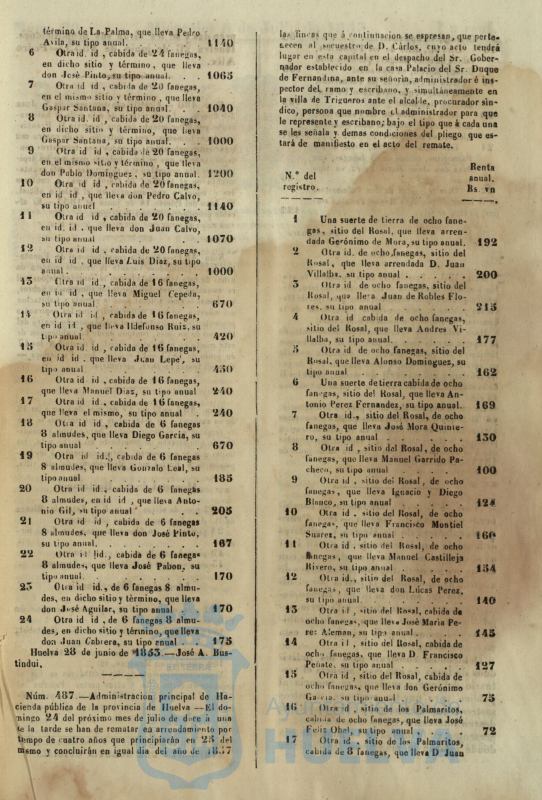 término de La-Palma, que lleva Pedro
Avila, su tipo anual. 1140
6 Otra id. id , cabida de 24 fanegas,
en dicho sitio y término , que lleva
don José Pinto, su tipo anual. . . 1065
7 Otra id id , cabida de 20 fanegas,
en el mismo sitio y término , que lleva
Gaspar Santana, su tipo anual. . . 1040
8 Otra id id , cabida de 20 fanegas,
en dicho sitio y término, que lleva
Gaspar Santana, su tipo anual. . . 1000
9 Otra id id , cabida de 20 fanegas,
en el mismo sitio y término , que lleva
don Pablo Dominguez , su tipo anual. 1200
10 Otra id id , cabida de 20 fanegas,
en id id , que lleva don Pedro Calvo,
su tipo anuel 1140
11 Otra id id , cabida de 20 fanegas,
en id. id . que lleva don Juan Calvo,
su tipo anual 1070
12 Otra id id , cabida de 20 fanegas,
en id id . que lleva Luis Diaz, su tipo
anual . . . . . . . 1000
13 Otra id id , cabida de 16 fanegas,
en id id , que lleva Miguel Cepeda,
su tipo anual 670
14 Otra id id , cabida de 16 fanegas,
en id id , que lleva Ildefonso Ruiz, su
tipo anual 420
15 Otra id. id , cabida de 16 fanegas,
en id id . que lleva Juan Lepe, su
tipo anual 430
16 Otra id id , cabida de 16 fanegas,
que lleva Manuel Diaz, su tipo anual 240
17 Otra id id , cabida de 16 fanegas,
que lleva el mismo, su tipo anual . 240
18 Otra id id , cabida de 6 fanegas
8 almudes, que lleva Diego Garcia, su
tipo anual 670
19 Otra id id., cabida de 6 fanegas
8 almudes, que lleva Gonzalo Leal, su
tipo anual 185
20 Otra id id., cabida de 6 fanegas
8 almudes, en id id , que lleva Anto-
nio Gil, su tipo anual 205
21 Otra id id , cabida de 6 fanegas
8 almudes, que lleva don José Pinto,
su tipo anual. 167
22 Otra id id., cabida de 6 fanegas
8 almudes, que lleva José Pabon, su
tipo anual. 170
23 Otra id id., de 6 fanegas 8 almu-
des, en dicho sitio y término, que lleva
don José Aguilar, su tipo anual . 170
24 Otra id id , de 6 fanegas 8 almu-
des, en dicho sitio y término, que lleva
don Juan Cabrera, su tipo anual . 175
Huelva 28 de junio de 1853.—José A. Bus-
tindui,
Núm. 487.—Administracion principal de Ha-
cienda pública de la provincia de Huelva —El do-
mingo 24 del próximo mes de julio de doce á una
de la tarde se han de rematar en arrendamiento por
tiempo de cuatro años que principiarán en 25 del
mismo y concluirán en igual dia del año de 1857
las fincas que á continuacion se espresan, que perte-
necen al secuestro de D. Cárlos, cuyo acto tendrá
lugar en esta capital en el despacho del Sr. Gober-
nador establecido en la casa Palacio del Sr. Duque
de Fernandina, ante su señoría, administrador é ins-
pector del ramo y escribano, y simultáneamente en
la villa de Trigueros ante el alcalde, procurador sín-
dico, persona que nombre el administrador para que
le represente y escribano; bajo el tipo que á cada una
se les señala y demas condiciones del pliego que es-
tará de manifiesto en el acto del remate.
N.º del registro. Renta anual. Rs. vn
1 Una suerte de tierra de ocho fane-
gas, sitio del Rosal, que lleva arren-
dada Gerónimo de Mora, su tipo anual. 192
2 Otra id. de ocho fanegas, sitio del
Rosal, que lleva arrendada D. Juan
Villalba. su tipo anual . . . . . 200
3 Otra id de ocho fanegas, sitio del
Rosal, que lleva Juan de Robles Flo-
res. su tipo anual 215
4 Otra id cabida de ocho fanegas,
sitio del Rosal, que lleva Andres Vi-
llalba, su tipo anual. 177
5 Otra id de ocho fanegas, sitio del
Rosal, que lleva Alonso Dominguez, su
tipo anual 162
6 Una suerte de tierra cabida de ocho
fanegas, sitio del Rosal, que lleva An-
tonio Perez Fernandez, su tipo anual. 169
7 Otra id., sitio del Rosal, de ocho
fanegas, que lleva José Mora Quinte-
ro, su tipo anual 130
8 Otra id , sitio del Rosal, de ocho
fanegas, que lleva Manuel Garrido Pa-
checo, su tipo anual 100
9 Otra id . sitio del Rosal, de ocho
fanegas, que lleva Ignacio y Diego
Blanco, su tipo anual 124
10 Otra id . sitio del Rosal, de ocho
fanegas, que lleva Francisco Montiel
Suarez, su tipo anual 160
11 Otra id . sitio del Rosal, de ocho
fanegas , que lleva Manuel Castilleja
Rivero, su tipo anual 154
12 Otra id., sitio del Rosal, de ocho
fanegas, que lleva don Lucas Perez,
su tipo anual. 140
13 Otra id , sitio del Rosal, cabida de
ocho fanegas, que lleva José Maria Pe-
rez Aleman, su tipo anual. 145
14 Otra id , sitio del Rosal, cabida de
ocho fanegas, que lleva D. Francisco
Peñate. su tipo anual 127
15 Otra id , sitio del Rosal, cabida de
ocho fanegas, que lleva don Gerónimo
Garcia. su tipo anual 75
16 Otra id , sitio de los Palmaritos,
cabida de ocho fanegas, que lleva José
Feliz Obel, su tipo anual . . . 72
17 Otra id , sitio de los Palmaritos,
cabida de 8 fanegas, que lleva D Juan